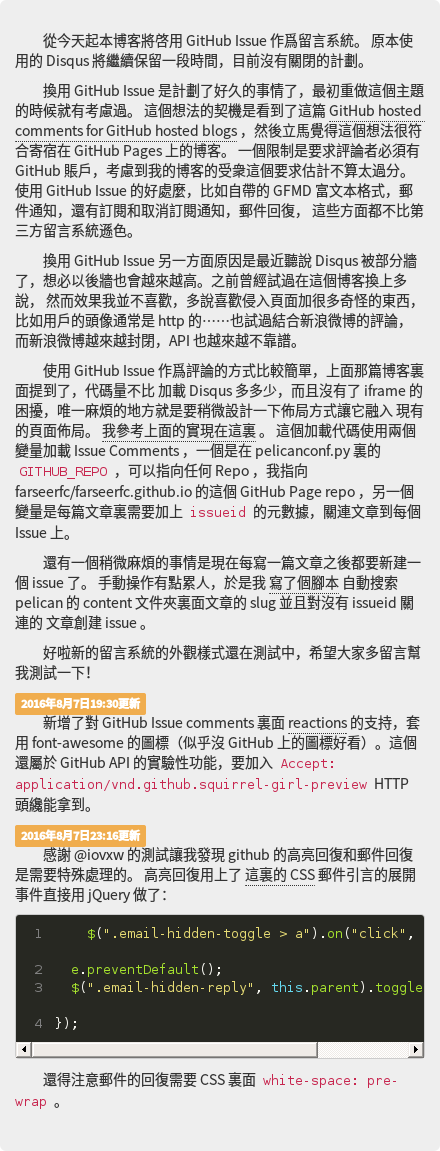 從今天起本博客將啓用 GitHub Issue 作爲留言系統。 原本使
用的 Disqus 將繼續保留一段時間，目前沒有關閉的計劃。
換用 GitHub Issue 是計劃了好久的事情了，最初重做這個主題
的時候就有考慮過。 這個想法的契機是看到了這篇 GitHub hosted
comments for GitHub hosted blogs ，然後立馬覺得這個想法很符
合寄宿在 GitHub Pages 上的博客。 一個限制是要求評論者必須有
GitHub 賬戶，考慮到我的博客的受衆這個要求估計不算太過分。
使用 GitHub Issue 的好處麼，比如自帶的 GFMD 富文本格式，郵
件通知，還有訂閱和取消訂閱通知，郵件回復， 這些方面都不比第
三方留言系統遜色。
換用 GitHub Issue 另一方面原因是最近聽說 Disqus 被部分牆
了，想必以後牆也會越來越高。之前曾經試過在這個博客換上多
說， 然而效果我並不喜歡，多說喜歡侵入頁面加很多奇怪的東西，
比如用戶的頭像通常是 http 的……也試過結合新浪微博的評論，
而新浪微博越來越封閉，API 也越來越不靠譜。
使用 GitHub Issue 作爲評論的方式比較簡單，上面那篇博客裏
面提到了，代碼量不比 加載 Disqus 多多少，而且沒有了 iframe 的
困擾，唯一麻煩的地方就是要稍微設計一下佈局方式讓它融入 現有
的頁面佈局。 我參考上面的實現在這裏 。 這個加載代碼使用兩個
變量加載 Issue Comments ，一個是在 pelicanconf.py 裏的
GITHUB_REPO ，可以指向任何 Repo ，我指向
farseerfc/farseerfc.github.io 的這個 GitHub Page repo ，另一個
變量是每篇文章裏需要加上 issueid 的元數據，關連文章到每個
Issue 上。
還有一個稍微麻煩的事情是現在每寫一篇文章之後都要新建一
個 issue 了。 手動操作有點累人，於是我 寫了個腳本 自動搜索
pelican 的 content 文件夾裏面文章的 slug 並且對沒有 issueid 關
連的 文章創建 issue 。
好啦新的留言系統的外觀樣式還在測試中，希望大家多留言幫
我測試一下！
2016年8月7日19:30更新
新增了對 GitHub Issue comments 裏面 reactions 的支持，套
用 font-awesome 的圖標（似乎沒 GitHub 上的圖標好看）。這個
還屬於 GitHub API 的實驗性功能，要加入 Accept:
application/vnd.github.squirrel-girl-preview HTTP
頭纔能拿到。
2016年8月7日23:16更新
感謝 @iovxw 的測試讓我發現 github 的高亮回復和郵件回復
是需要特殊處理的。 高亮回復用上了 這裏的 CSS 郵件引言的展開
事件直接用 jQuery 做了：
1 $(".email-hidden-toggle > a").on("click",
2 e.preventDefault();
3 $(".email-hidden-reply", this.parent).toggle
4 });
還得注意郵件的回復需要 CSS 裏面 white-space: pre-
wrap 。